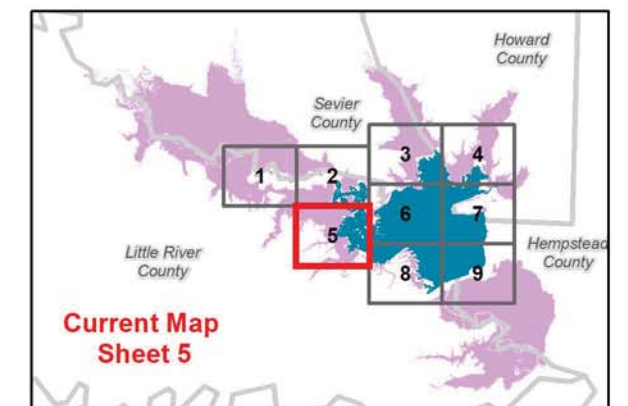 Howard
County
Sevier
County
3
4
1
2
6
7
5
Little River
County
Hempstead
County
8
9
Current Map
Sheet 5